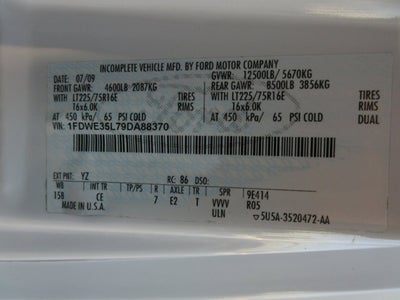 INCOMPLETE VEHICLE MFD. BY FORD MOTOR COMPANY
DATE: 07/09 GVWR: 12500LB/ 5670KG
FRONT GAWR: 4600LB 2087KG REAR GAWR: 8500LB 3856KG
WITH LT225/75R16E TIRES WITH LT225/75R16E TIRES
16x6.0K RIMS 16x6.0K RIMS
AT 450 kPa/ 65 PSI COLD AT 450 kPa/ 65 PSI COLD DUAL
VIN: 1FDWE35L79DA88370
EXT PNT: YZ RC: 86 DSO:
WB INT TR TP/PS R AXLE TR SPR 9E414
158 CE 7 E2 T VVVV R05
MADE IN U.S.A. ULN ▽5U5A-3520472-AA